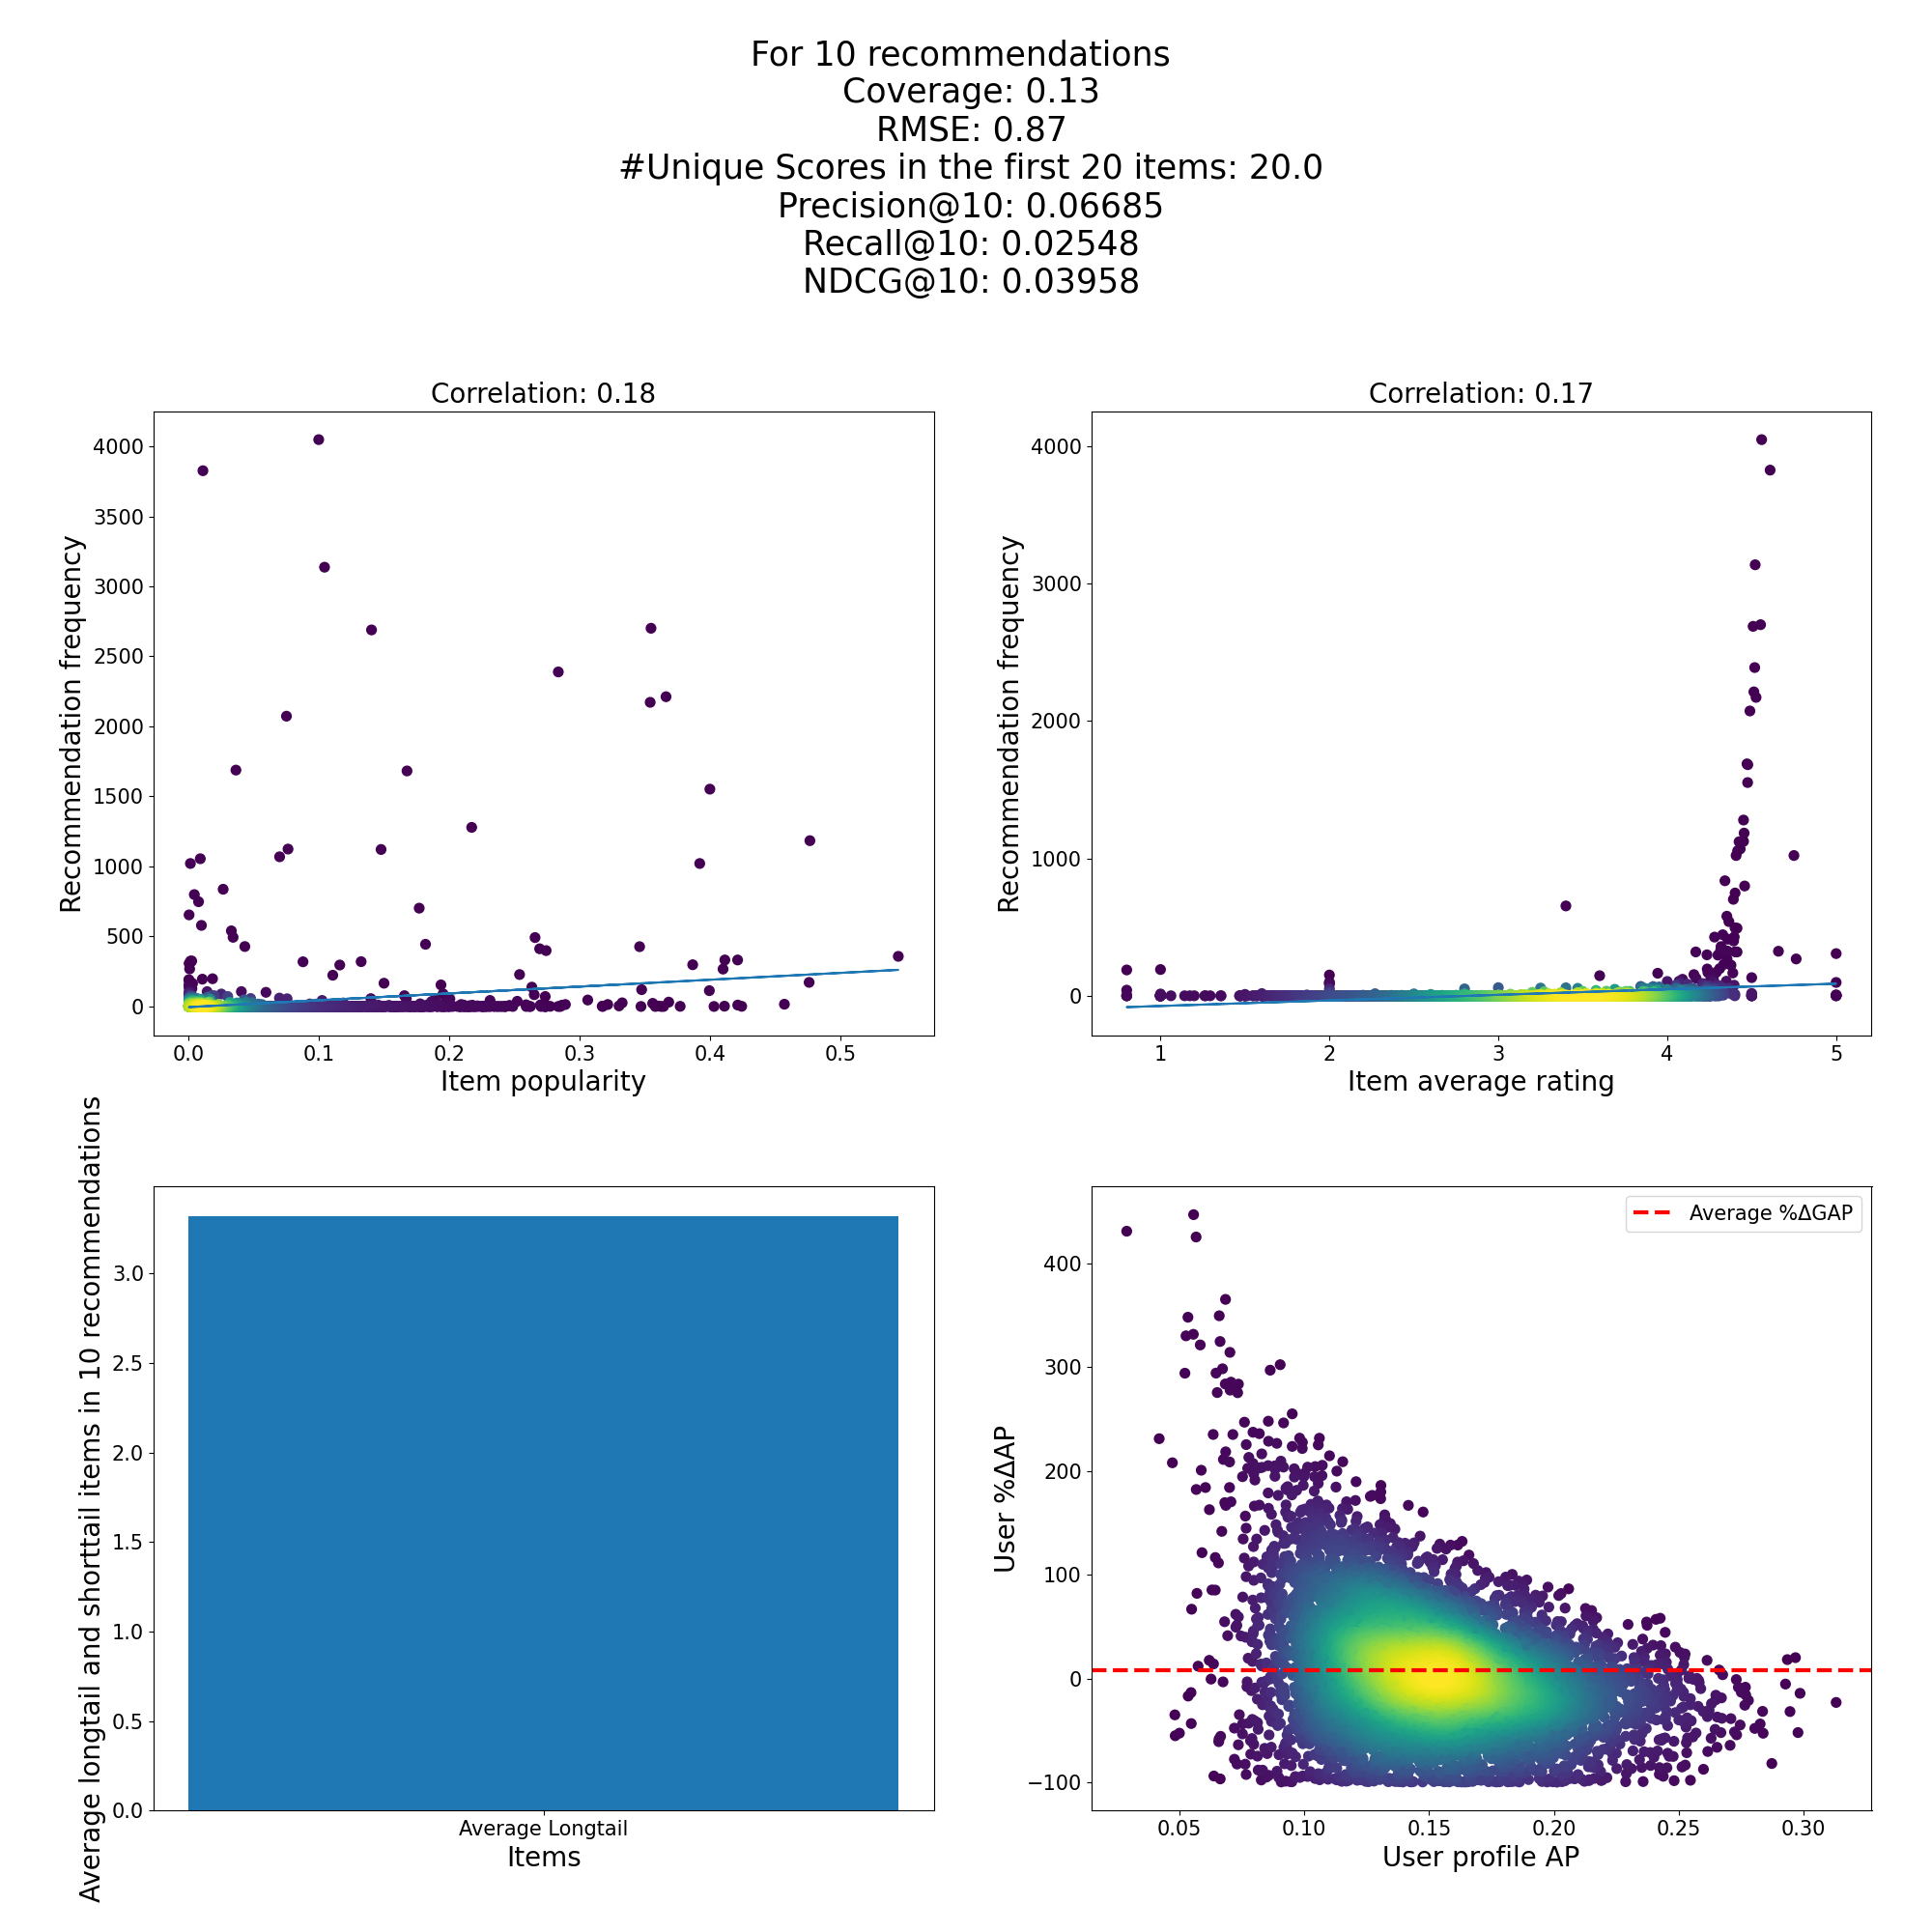 For 10 recommendations
Coverage: 0.13
RMSE: 0.87
#Unique Scores in the first 20 items: 20.0
Precision@10: 0.06685
Recall@10: 0.02548
NDCG@10: 0.03958
Correlation: 0.18
Recommendation frequency
4000
3500
3000
2500
2000
1500
1000
500
0
0.0 0.1 0.2 0.3 0.4 0.5
Item popularity
Correlation: 0.17
Recommendation frequency
4000
3000
2000
1000
0
1 2 3 4 5
Item average rating
Average longtail and shorttail items in 10 recommendations
3.0
2.5
2.0
1.5
1.0
0.5
0.0
Average Longtail
Items
Average %ΔGAP
User %ΔAP
400
300
200
100
0
−100
0.05 0.10 0.15 0.20 0.25 0.30
User profile AP